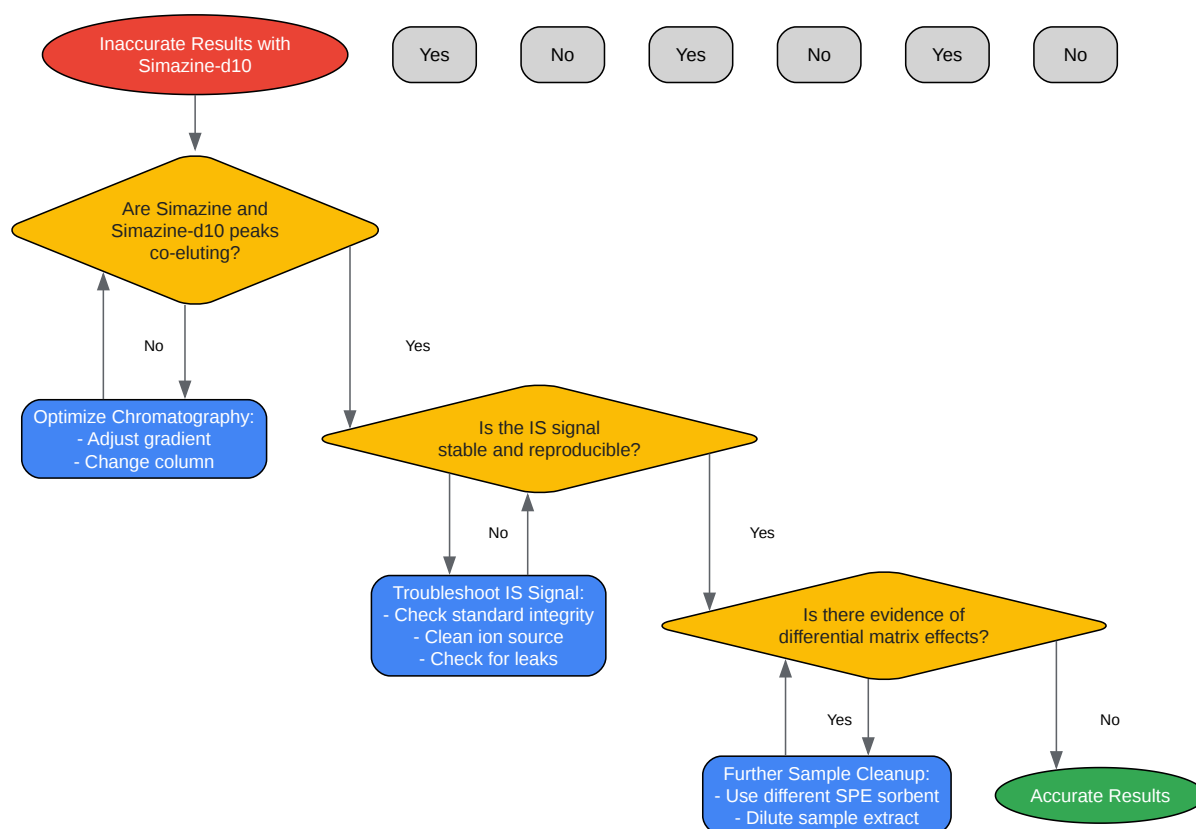 Inaccurate Results with
Simazine-d10
Yes
No
Yes
No
Yes
No
Are Simazine and
Simazine-d10 peaks
co-eluting?
No
Yes
Optimize Chromatography:
- Adjust gradient
- Change column
Is the IS signal
stable and reproducible?
No
Yes
Troubleshoot IS Signal:
- Check standard integrity
- Clean ion source
- Check for leaks
Is there evidence of
differential matrix effects?
Yes
No
Further Sample Cleanup:
- Use different SPE sorbent
- Dilute sample extract
Accurate Results